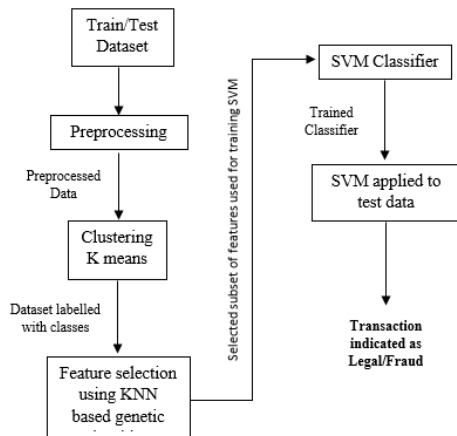 Train/Test
Dataset
Preprocessing
Preprocessed
Data
Clustering
K means
Dataset labelled
with classes
Feature selection
using KNN
based genetic
Selected subset of features used for training SVM
SVM Classifier
Trained
Classifier
SVM applied to
test data
Transaction
indicated as
Legal/Fraud